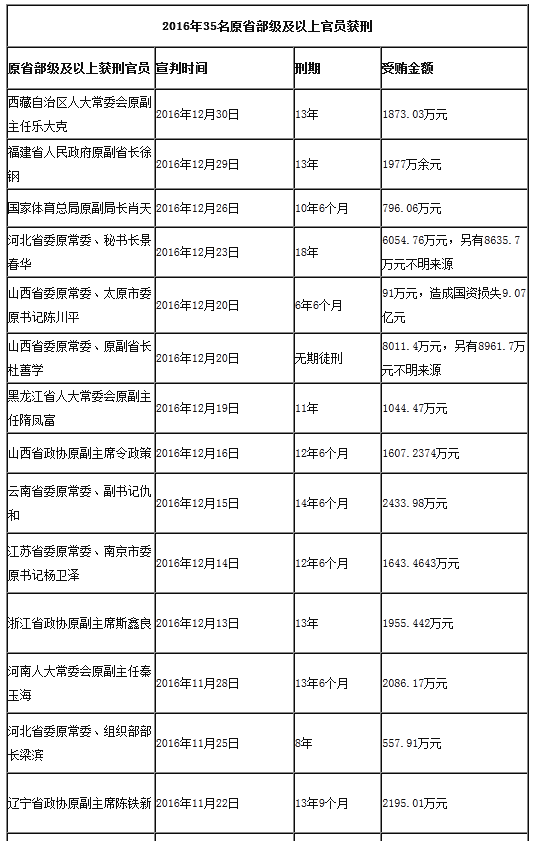 2016年35名原省部级及以上官员获刑
原省部级及以上获刑官员 宣判时间 刑期 受贿金额
西藏自治区人大常委会原副
主任乐大克 2016年12月30日 13年 1873.03万元
福建省人民政府原副省长徐
钢 2016年12月29日 13年 1977万余元
国家体育总局原副局长肖天 2016年12月26日 10年6个月 796.06万元
河北省委原常委、秘书长景
春华 2016年12月23日 18年 6054.76万元，另有8635.7
万元不明来源
山西省委原常委、太原市委
原书记陈川平 2016年12月20日 6年6个月 91万元，造成国资损失9.07
亿元
山西省委原常委、原副省长
杜善学 2016年12月20日 无期徒刑 8011.4万元，另有8961.7万
元不明来源
黑龙江省人大常委会原副主
任隋凤富 2016年12月19日 11年 1044.47万元
山西省政协原副主席令政策 2016年12月16日 12年6个月 1607.2374万元
云南省委原常委、副书记仇
和 2016年12月15日 14年6个月 2433.98万元
江苏省委原常委、南京市委
原书记杨卫泽 2016年12月14日 12年6个月 1643.4643万元
浙江省政协原副主席斯鑫良 2016年12月13日 13年 1955.442万元
河南人大常委会原副主任秦
玉海 2016年11月28日 13年6个月 2086.17万元
河北省委原常委、组织部部
长梁滨 2016年11月25日 8年 557.91万元
辽宁省政协原副主席陈铁新 2016年11月22日 13年9个月 2195.01万元